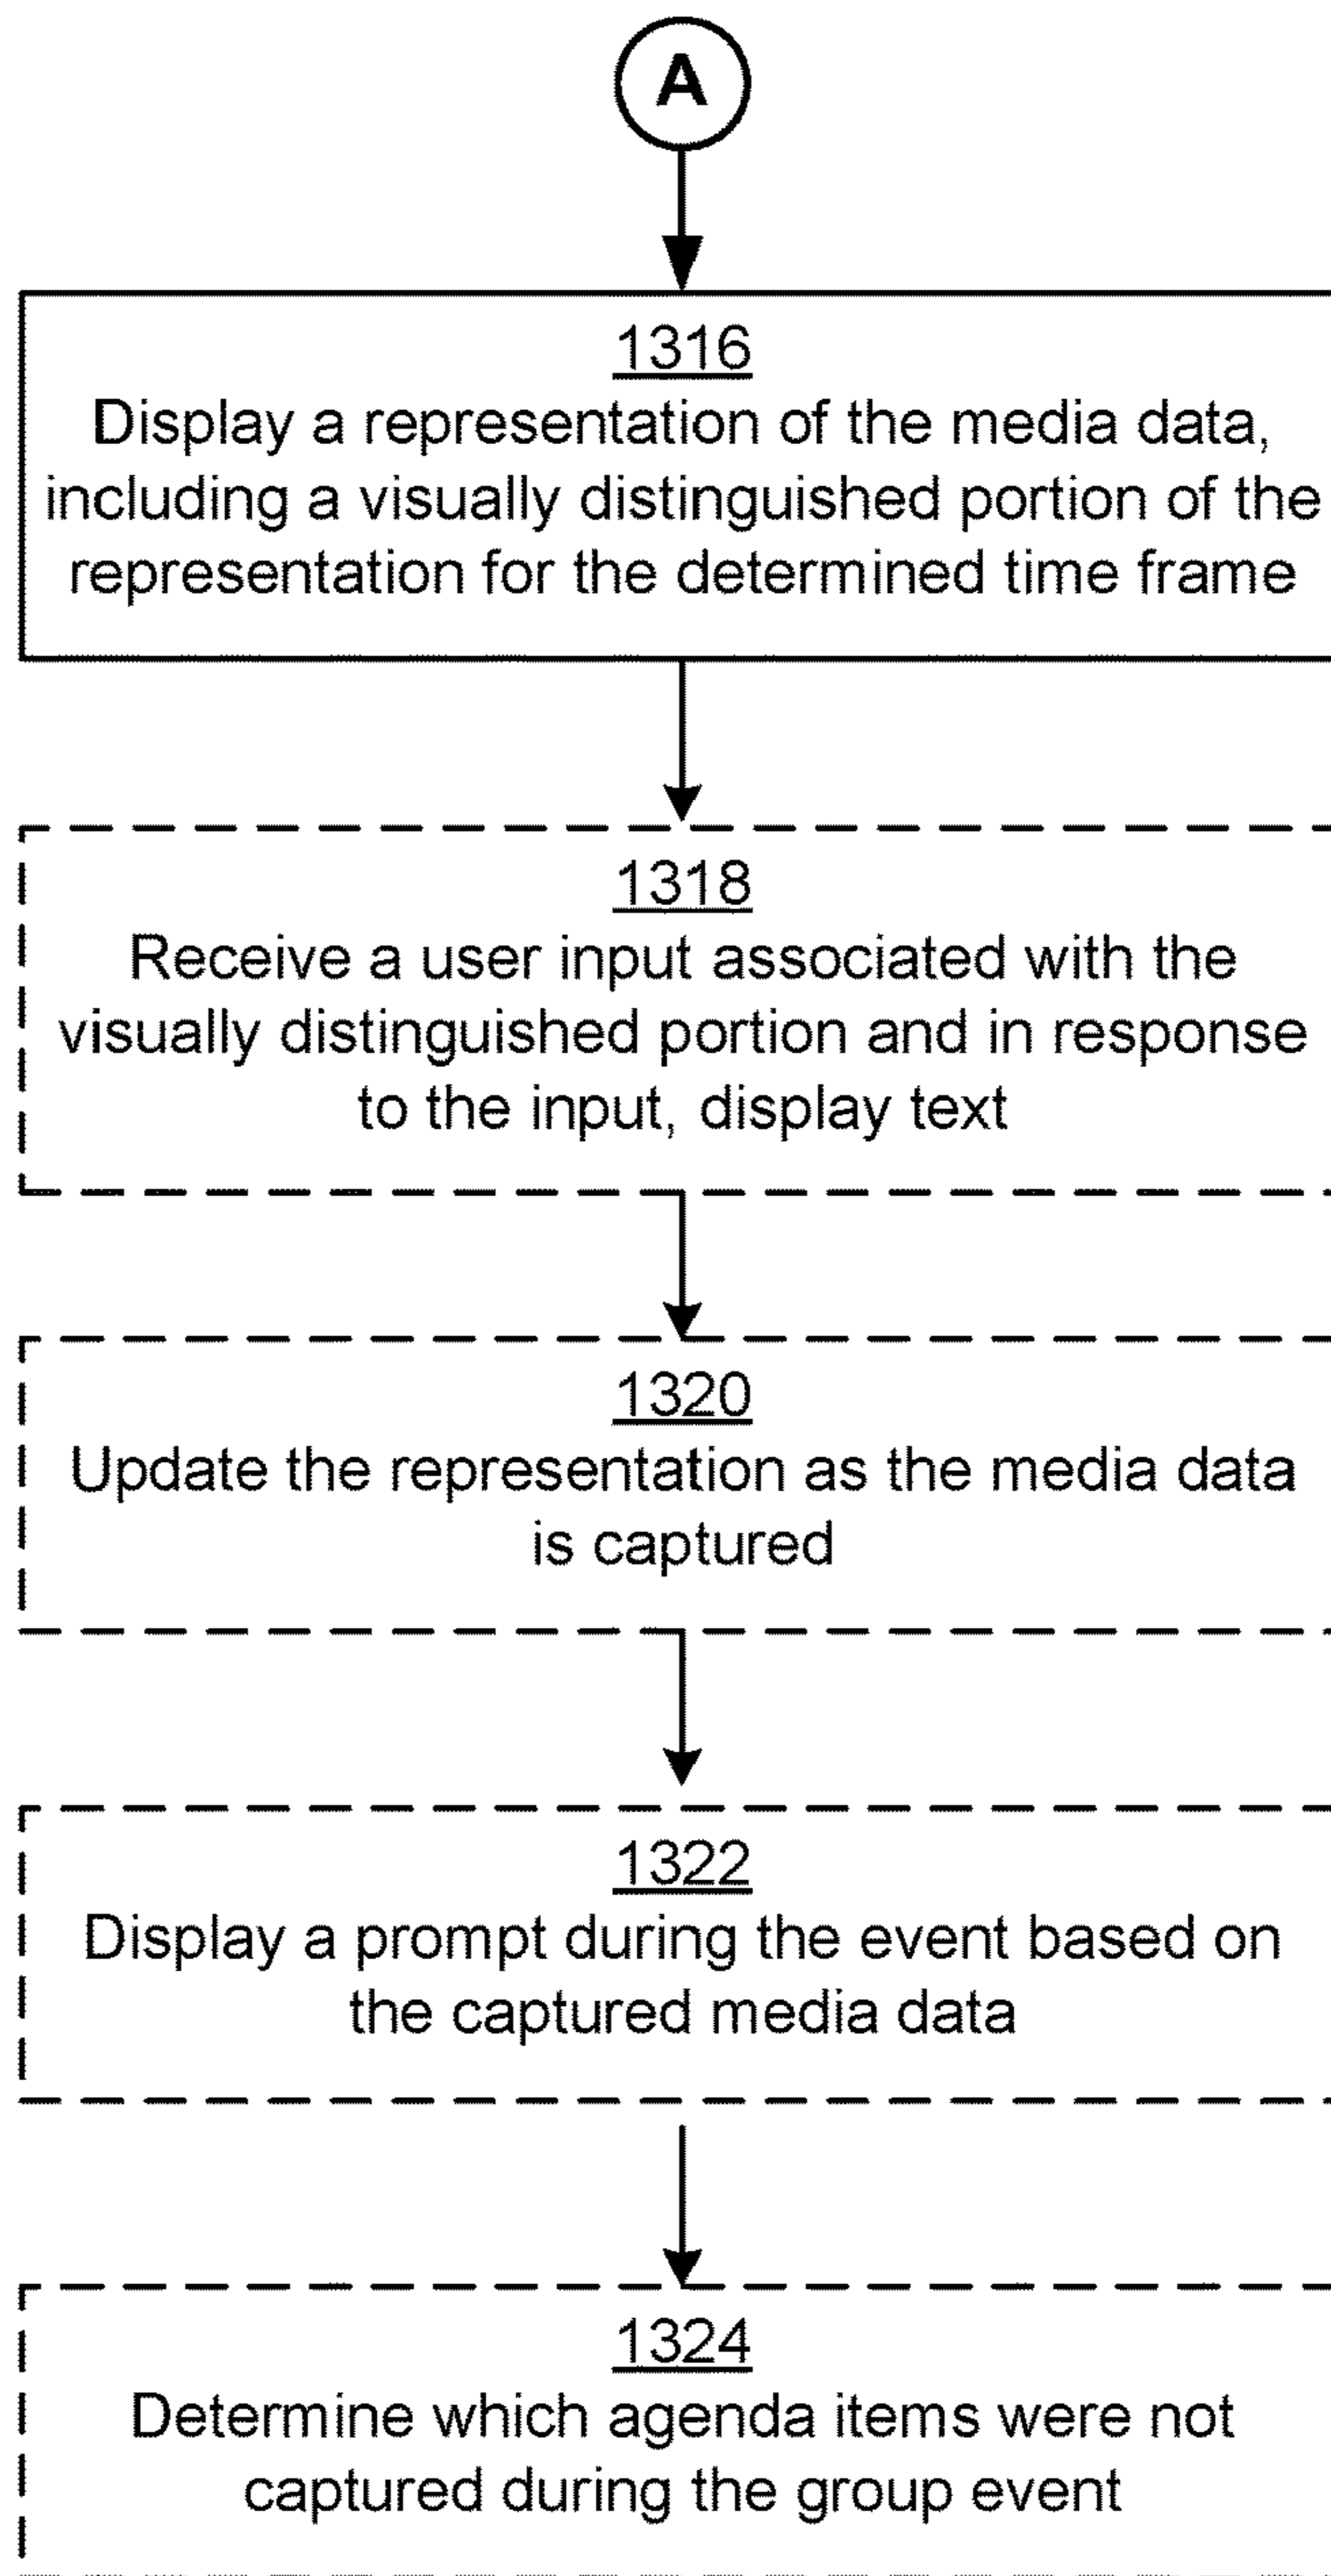 A
1316
Display a representation of the media data,
including a visually distinguished portion of the
representation for the determined time frame
1318
Receive a user input associated with the
visually distinguished portion and in response
to the input, display text
1320
Update the representation as the media data
is captured
1322
Display a prompt during the event based on
the captured media data
1324
Determine which agenda items were not
captured during the group event